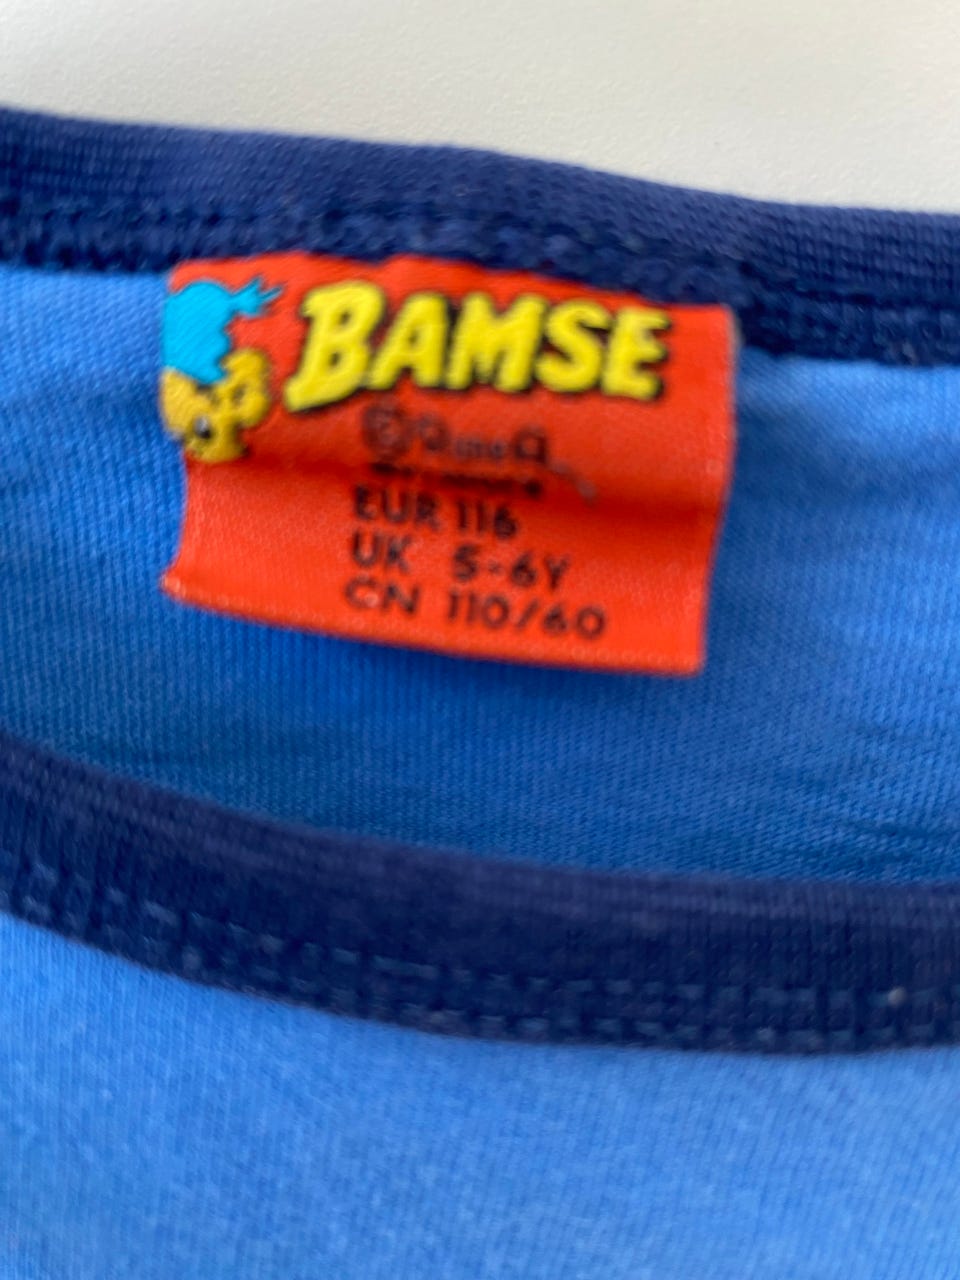 BAMSE
EUR 116
UK 5-6Y
CN 110/60